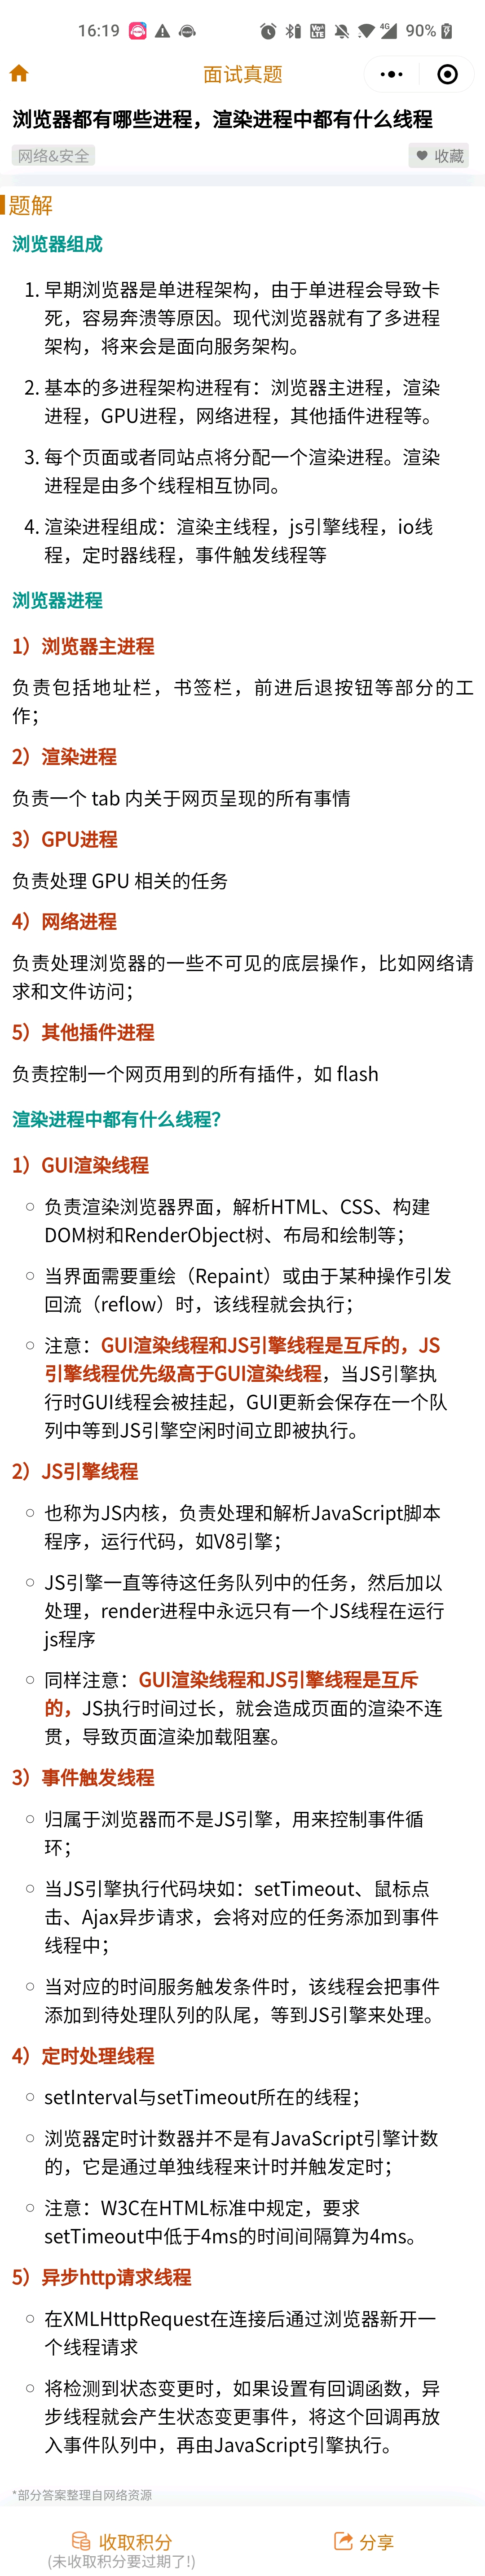 16:19
4G 90%
面试真题
浏览器都有哪些进程，渲染进程中都有什么线程
网络&安全
收藏
题解
浏览器组成
1. 早期浏览器是单进程架构，由于单进程会导致卡
死，容易奔溃等原因。现代浏览器就有了多进程
架构，将来会是面向服务架构。
2. 基本的多进程架构进程有：浏览器主进程，渲染
进程，GPU进程，网络进程，其他插件进程等。
3. 每个页面或者同站点将分配一个渲染进程。渲染
进程是由多个线程相互协同。
4. 渲染进程组成：渲染主线程，js引擎线程，io线
程，定时器线程，事件触发线程等
浏览器进程
1）浏览器主进程
负责包括地址栏，书签栏，前进后退按钮等部分的工
作；
2）渲染进程
负责一个 tab 内关于网页呈现的所有事情
3）GPU进程
负责处理 GPU 相关的任务
4）网络进程
负责处理浏览器的一些不可见的底层操作，比如网络请
求和文件访问；
5）其他插件进程
负责控制一个网页用到的所有插件，如 flash
渲染进程中都有什么线程？
1）GUI渲染线程
负责渲染浏览器界面，解析HTML、CSS、构建
DOM树和RenderObject树、布局和绘制等；
当界面需要重绘（Repaint）或由于某种操作引发
回流（reflow）时，该线程就会执行；
注意：GUI渲染线程和JS引擎线程是互斥的，JS
引擎线程优先级高于GUI渲染线程，当JS引擎执
行时GUI线程会被挂起，GUI更新会保存在一个队
列中等到JS引擎空闲时间立即被执行。
2）JS引擎线程
也称为JS内核，负责处理和解析JavaScript脚本
程序，运行代码，如V8引擎；
JS引擎一直等待这任务队列中的任务，然后加以
处理，render进程中永远只有一个JS线程在运行
js程序
同样注意：GUI渲染线程和JS引擎线程是互斥
的，JS执行时间过长，就会造成页面的渲染不连
贯，导致页面渲染加载阻塞。
3）事件触发线程
归属于浏览器而不是JS引擎，用来控制事件循
环；
当JS引擎执行代码块如：setTimeout、鼠标点
击、Ajax异步请求，会将对应的任务添加到事件
线程中；
当对应的时间服务触发条件时，该线程会把事件
添加到待处理队列的队尾，等到JS引擎来处理。
4）定时处理线程
setInterval与setTimeout所在的线程；
浏览器定时计数器并不是有JavaScript引擎计数
的，它是通过单独线程来计时并触发定时；
注意：W3C在HTML标准中规定，要求
setTimeout中低于4ms的时间间隔算为4ms。
5）异步http请求线程
在XMLHttpRequest在连接后通过浏览器新开一
个线程请求
将检测到状态变更时，如果设置有回调函数，异
步线程就会产生状态变更事件，将这个回调再放
入事件队列中，再由JavaScript引擎执行。
*部分答案整理自网络资源
收取积分
(未收取积分要过期了!)
分享